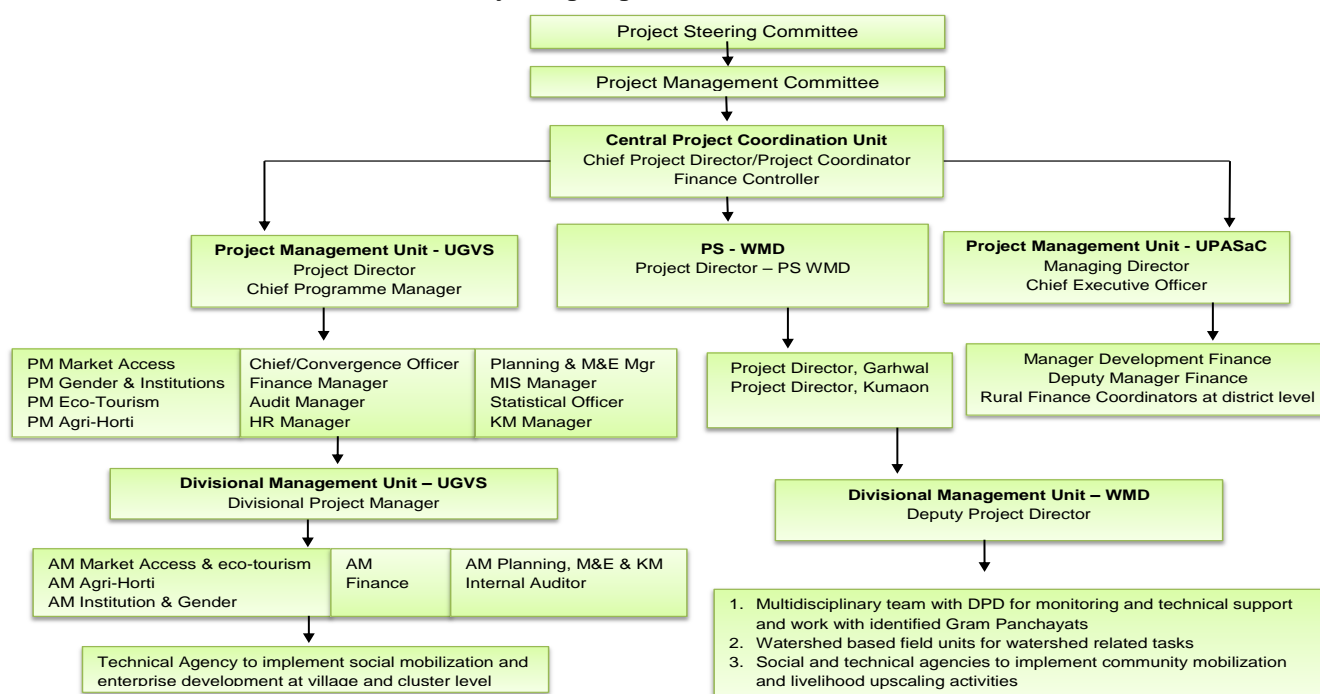 Project Steering Committee
Project Management Committee
Central Project Coordination Unit
Chief Project Director/Project Coordinator
Finance Controller
Project Management Unit - UGVS
Project Director
Chief Programme Manager
PS - WMD
Project Director – PS WMD
Project Management Unit - UPASaC
Managing Director
Chief Executive Officer
PM Market Access
PM Gender & Institutions
PM Eco-Tourism
PM Agri-Horti
Chief/Convergence Officer
Finance Manager
Audit Manager
HR Manager
Planning & M&E Mgr
MIS Manager
Statistical Officer
KM Manager
Project Director, Garhwal
Project Director, Kumaon
Manager Development Finance
Deputy Manager Finance
Rural Finance Coordinators at district level
Divisional Management Unit – UGVS
Divisional Project Manager
Divisional Management Unit – WMD
Deputy Project Director
AM Market Access & eco-tourism
AM Agri-Horti
AM Institution & Gender
AM
Finance
AM Planning, M&E & KM
Internal Auditor
Technical Agency to implement social mobilization and
enterprise development at village and cluster level
1. Multidisciplinary team with DPD for monitoring and technical support
and work with identified Gram Panchayats
2. Watershed based field units for watershed related tasks
3. Social and technical agencies to implement community mobilization
and livelihood upscaling activities